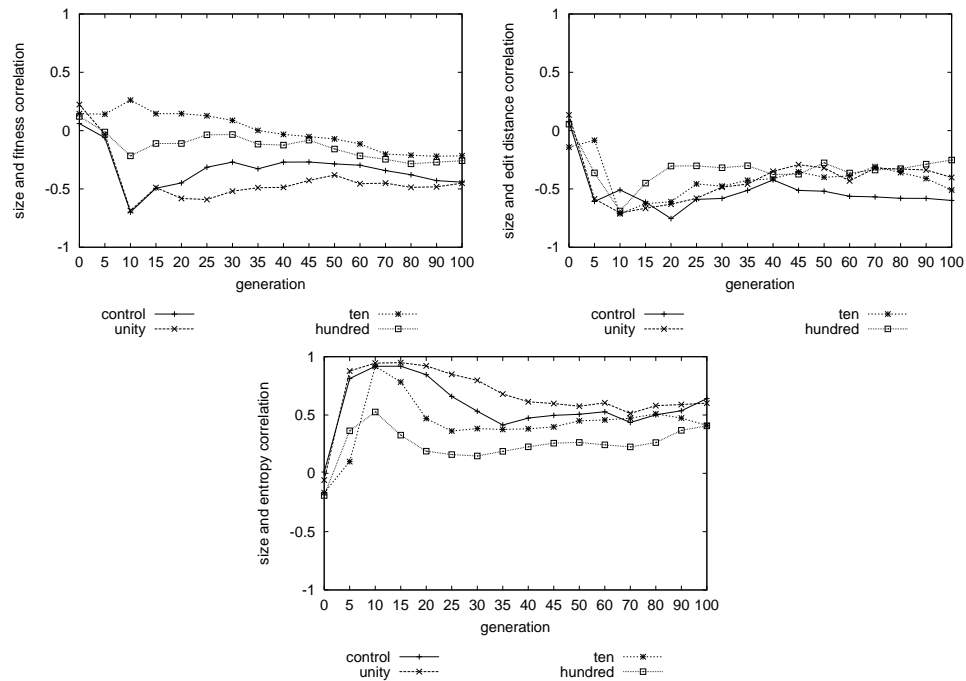 size and fitness correlation
1
0.5
0
-0.5
-1
0 5 10 15 20 25 30 35 40 45 50 60 70 80 90 100
generation
control
unity
ten
hundred
size and edit distance correlation
1
0.5
0
-0.5
-1
0 5 10 15 20 25 30 35 40 45 50 60 70 80 90 100
generation
control
unity
ten
hundred
size and entropy correlation
1
0.5
0
-0.5
-1
0 5 10 15 20 25 30 35 40 45 50 60 70 80 90 100
generation
control
unity
ten
hundred